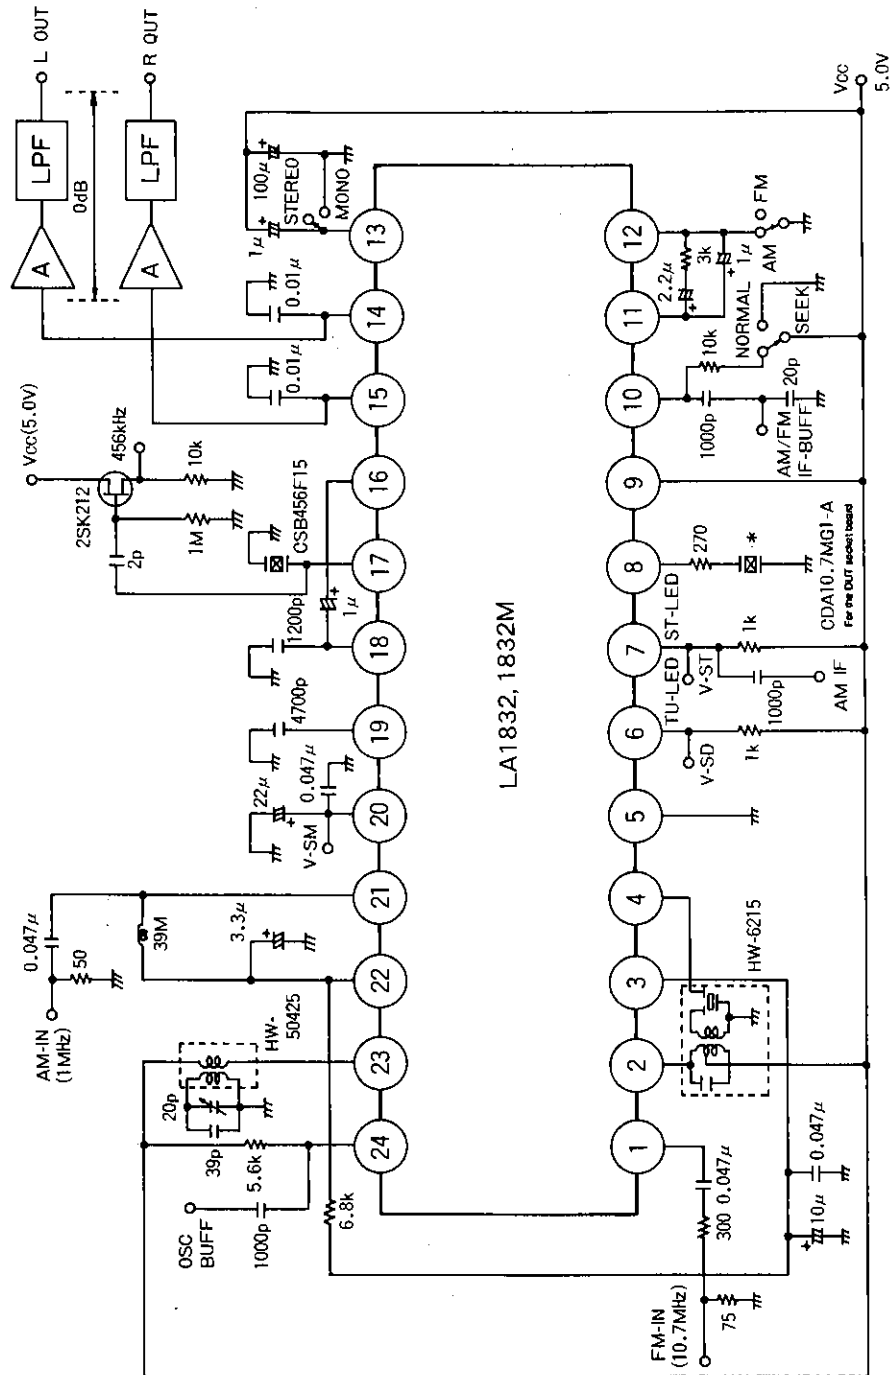 L OUT
R OUT
LPF
LPF
0dB
A
A
Vcc(5.0V)
456kHz
2SK212
10k
1M
2p
CSB456F15
0.01μ
0.01μ
1μ
100μ
STEREO
MONO
Vcc
5.0V
1200p
1μ
4700p
22μ
0.047μ
V-SM
AM-IN
(1MHz)
0.047μ
50
39M
3.3μ
HW-
50425
20p
39p
5.6k
OSC
BUFF
1000p
6.8k
24
23
22
21
20
19
18
17
16
15
14
13
LA1832, 1832M
1
2
3
4
5
6
7
8
9
10
11
12
FM-IN
(10.7MHz)
75
300
0.047μ
10μ
0.047μ
HW-6215
TU-LED
V-SD
1k
ST-LED
V-ST
1k
1000p
AM IF
270
*
CDA10.7MG1-A
For the DUT socket board
1000p
AM/FM
IF-BUFF
20p
10k
NORMAL
SEEK
2.2μ
3k
1μ
AM
FM